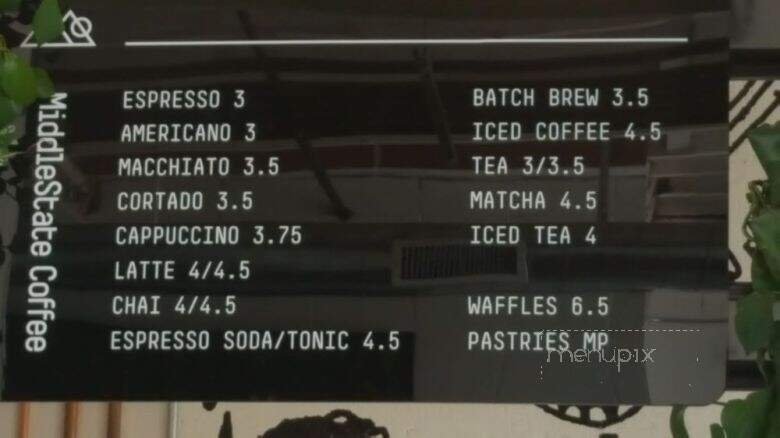 MiddleState Coffee
ESPRESSO 3
AMERICANO 3
MACCHIATO 3.5
CORTADO 3.5
CAPPUCCINO 3.75
LATTE 4/4.5
CHAI 4/4.5
ESPRESSO SODA/TONIC 4.5
BATCH BREW 3.5
ICED COFFEE 4.5
TEA 3/3.5
MATCHA 4.5
ICED TEA 4
WAFFLES 6.5
PASTRIES MP
menupix